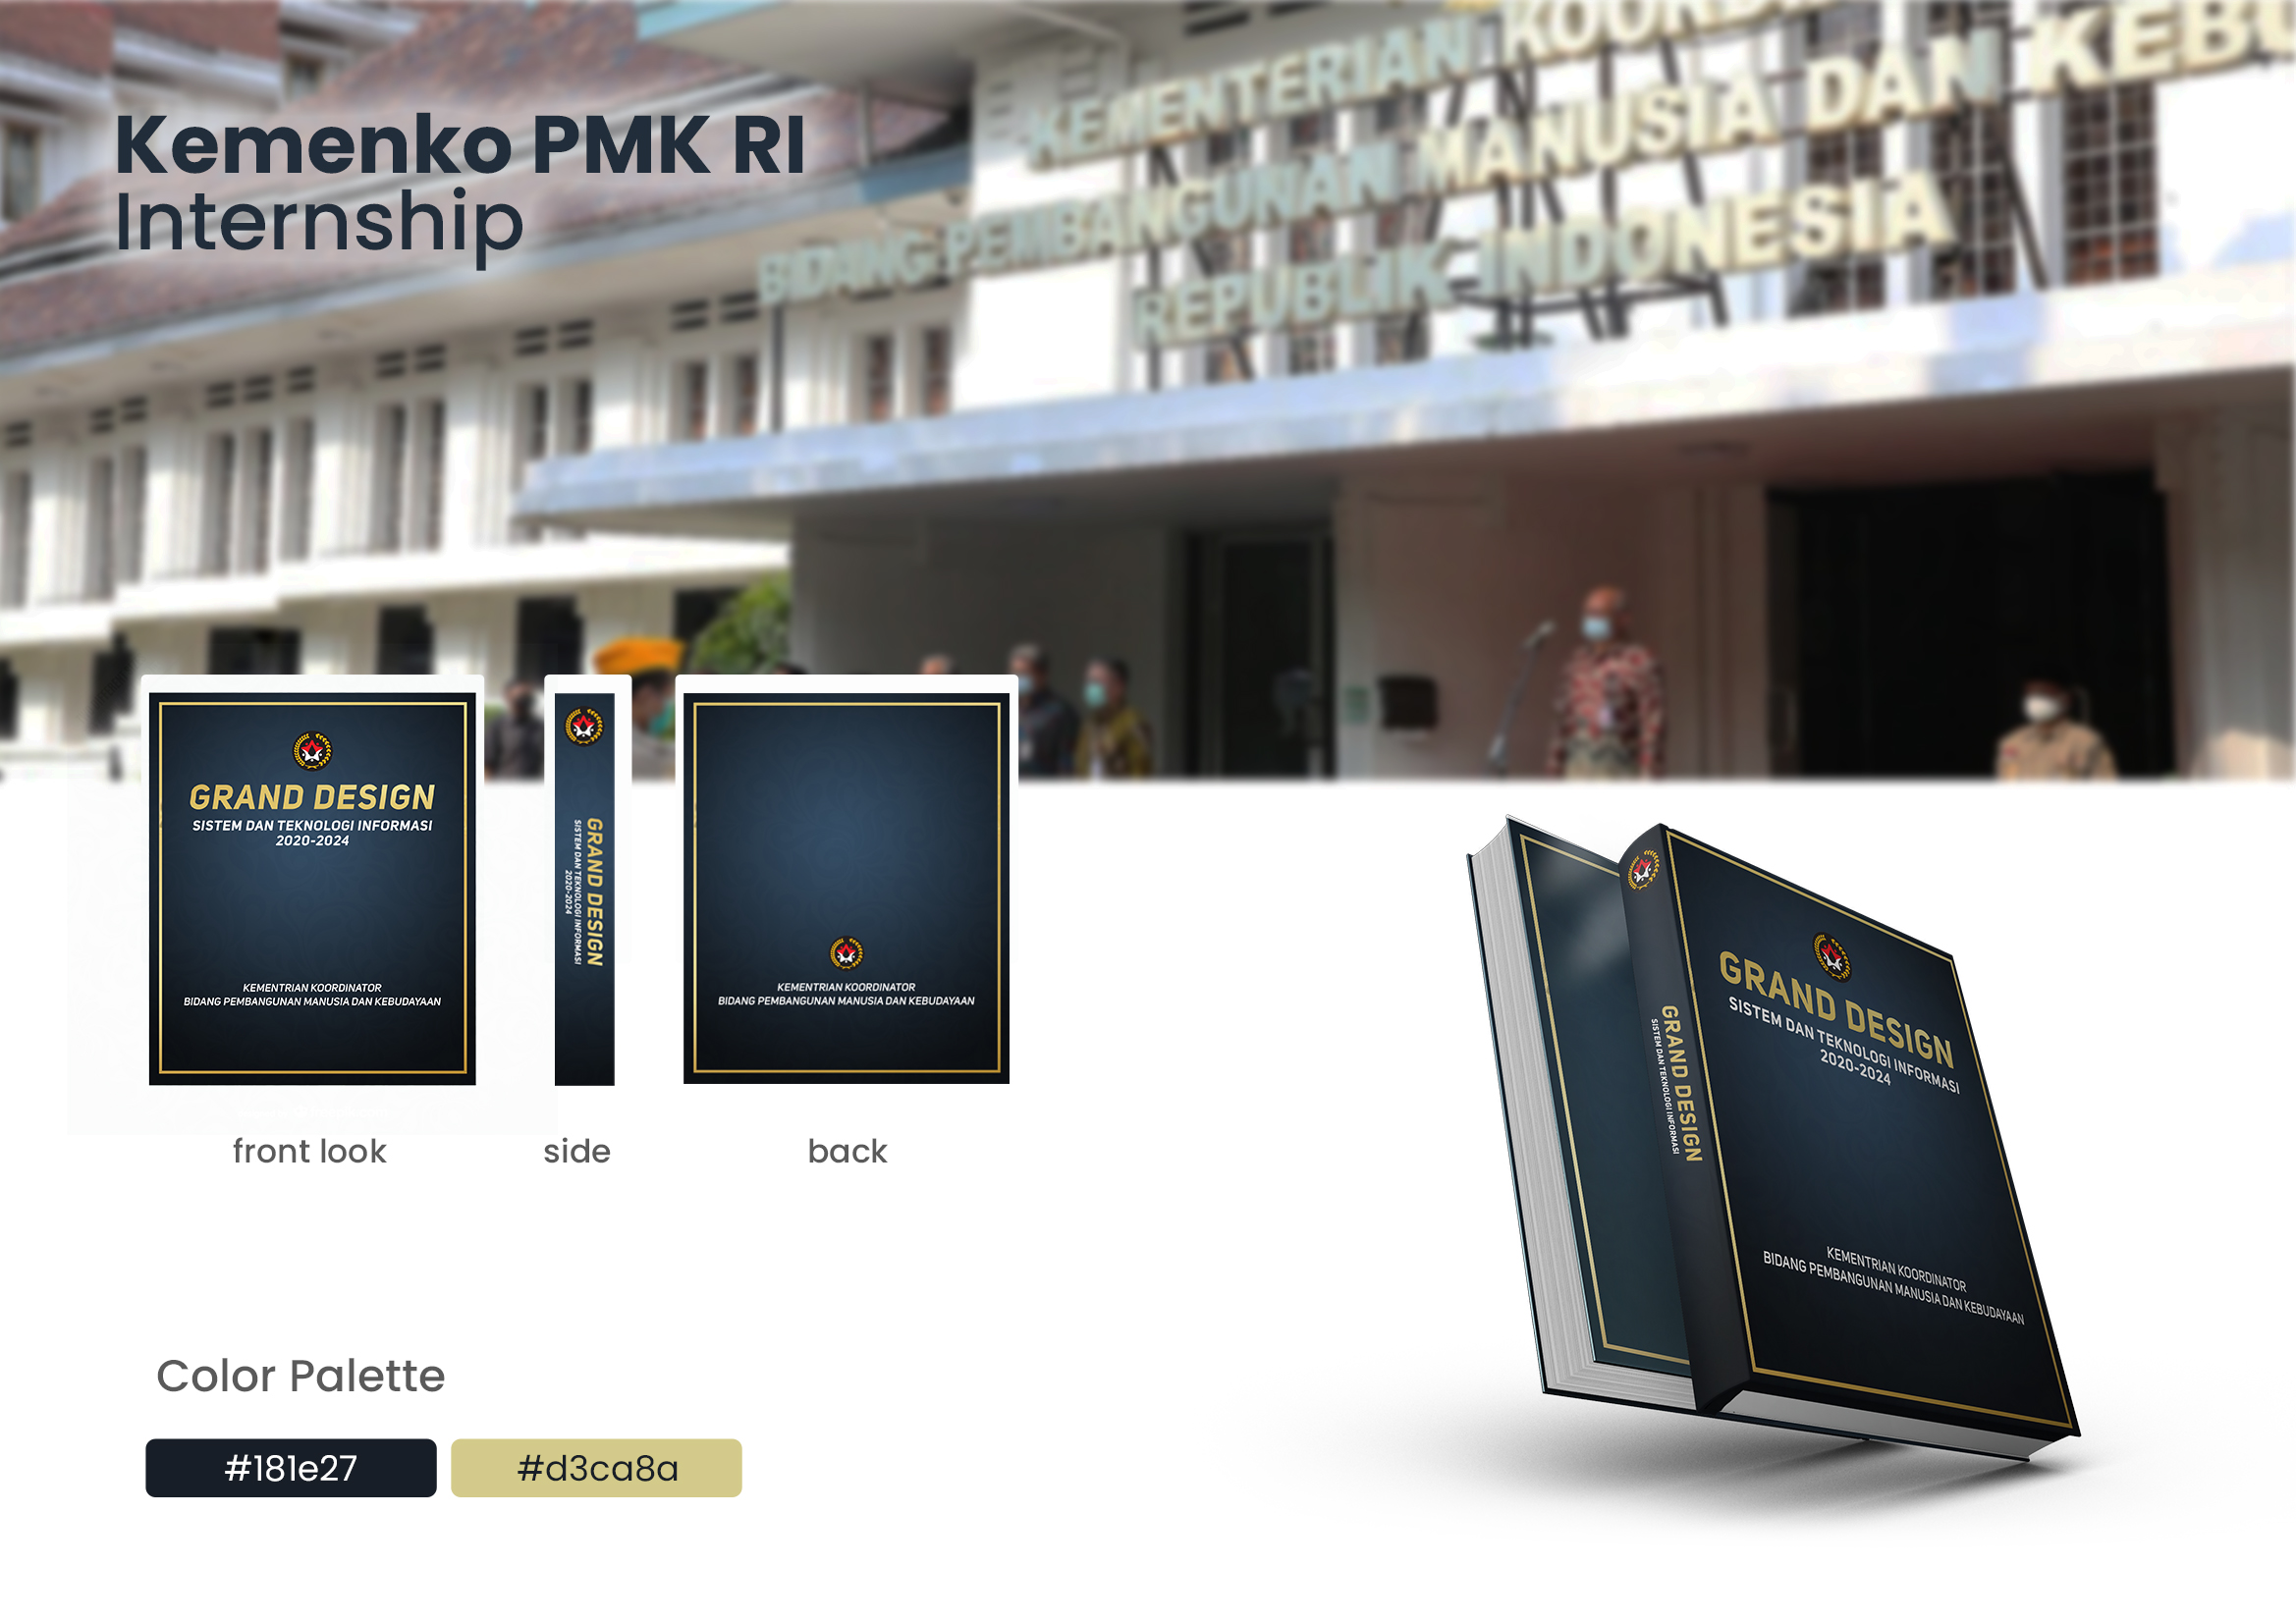 Kemenko PMK RI
Internship
KEMENTERIAN KOORDI
BIDANG PEMBANGUNAN MANUSIA DAN KEBU
REPUBLIK INDONESIA
GRAND DESIGN
SISTEM DAN TEKNOLOGI INFORMASI
2020-2024
KEMENTRIAN KOORDINATOR
BIDANG PEMBANGUNAN MANUSIA DAN KEBUDAYAAN
GRAND DESIGN
SISTEM DAN TEKNOLOGI INFORMASI
2020-2024
KEMENTRIAN KOORDINATOR
BIDANG PEMBANGUNAN MANUSIA DAN KEBUDAYAAN
front look
side
back
GRAND DESIGN
SISTEM DAN TEKNOLOGI INFORMASI
GRAND DESIGN
SISTEM DAN TEKNOLOGI INFORMASI
2020-2024
KEMENTRIAN KOORDINATOR
BIDANG PEMBANGUNAN MANUSIA DAN KEBUDAYAAN
Color Palette
#181e27
#d3ca8a